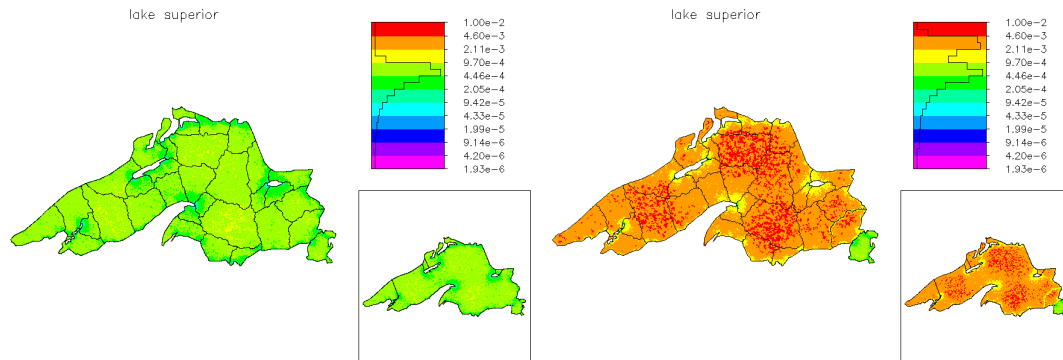 lake superior
1.00e-2
4.60e-3
2.11e-3
9.70e-4
4.46e-4
2.05e-4
9.42e-5
4.33e-5
1.99e-5
9.14e-6
4.20e-6
1.93e-6
lake superior
1.00e-2
4.60e-3
2.11e-3
9.70e-4
4.46e-4
2.05e-4
9.42e-5
4.33e-5
1.99e-5
9.14e-6
4.20e-6
1.93e-6